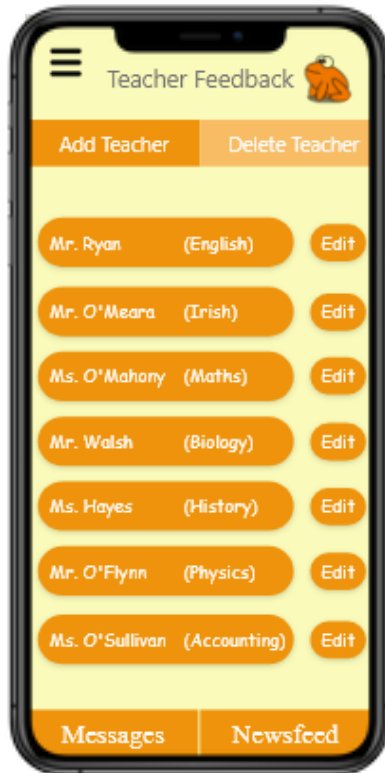 Teacher Feedback
Add Teacher Delete Teacher
Mr. Ryan (English) Edit
Mr. O'Meara (Irish) Edit
Ms. O'Mahony (Maths) Edit
Mr. Walsh (Biology) Edit
Ms. Hayes (History) Edit
Mr. O'Flynn (Physics) Edit
Ms. O'Sullivan (Accounting) Edit
Messages Newsfeed